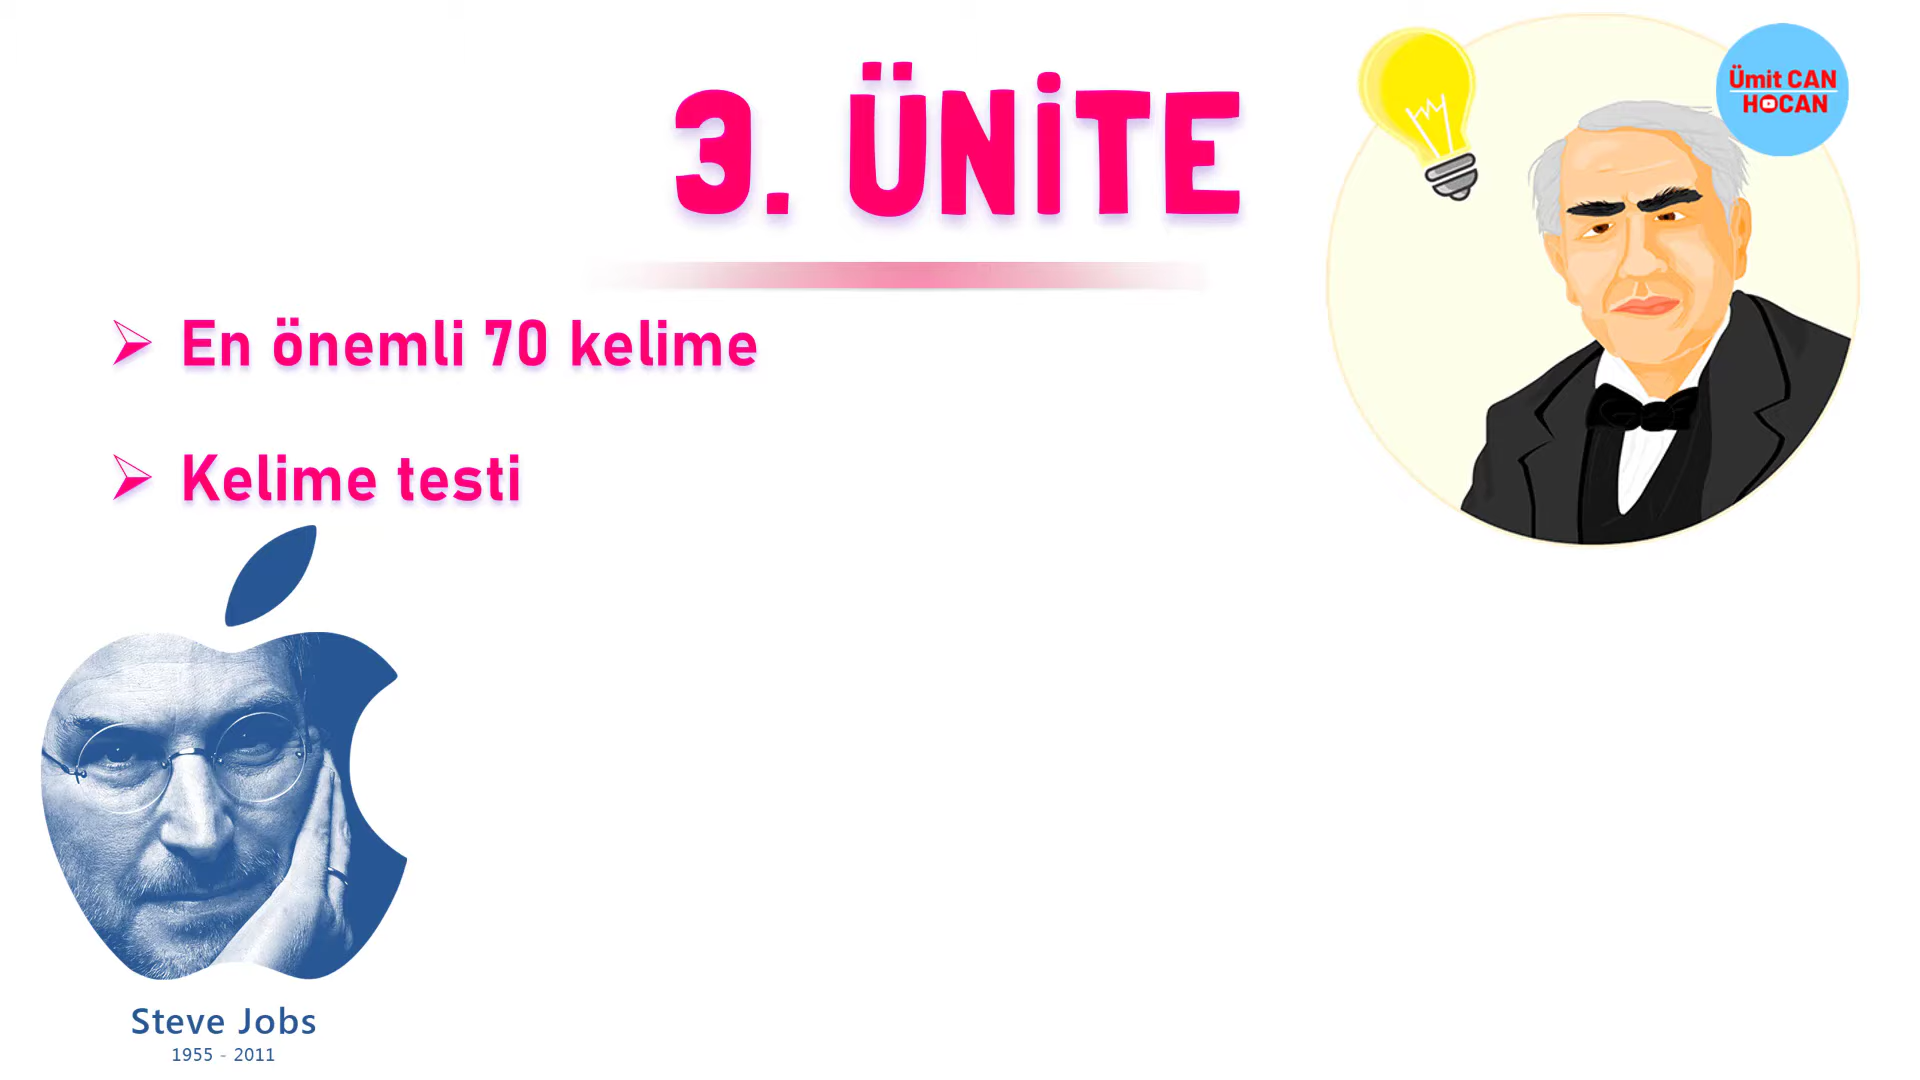 3. ÜNİTE
Ümit CAN
HOCAN
En önemli 70 kelime
Kelime testi
Steve Jobs
1955 - 2011